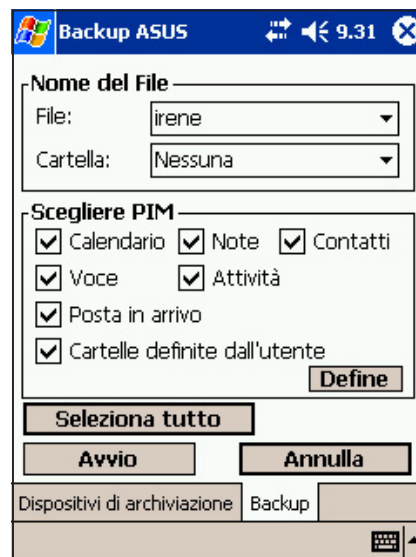 Backup ASUS 9.31
Nome del File
File: irene
Cartella: Nessuna
Scegliere PIM
Calendario Note Contatti
Voce Attività
Posta in arrivo
Cartelle definite dall'utente
Define
Seleziona tutto
Avvio Annulla
Dispositivi di archiviazione Backup